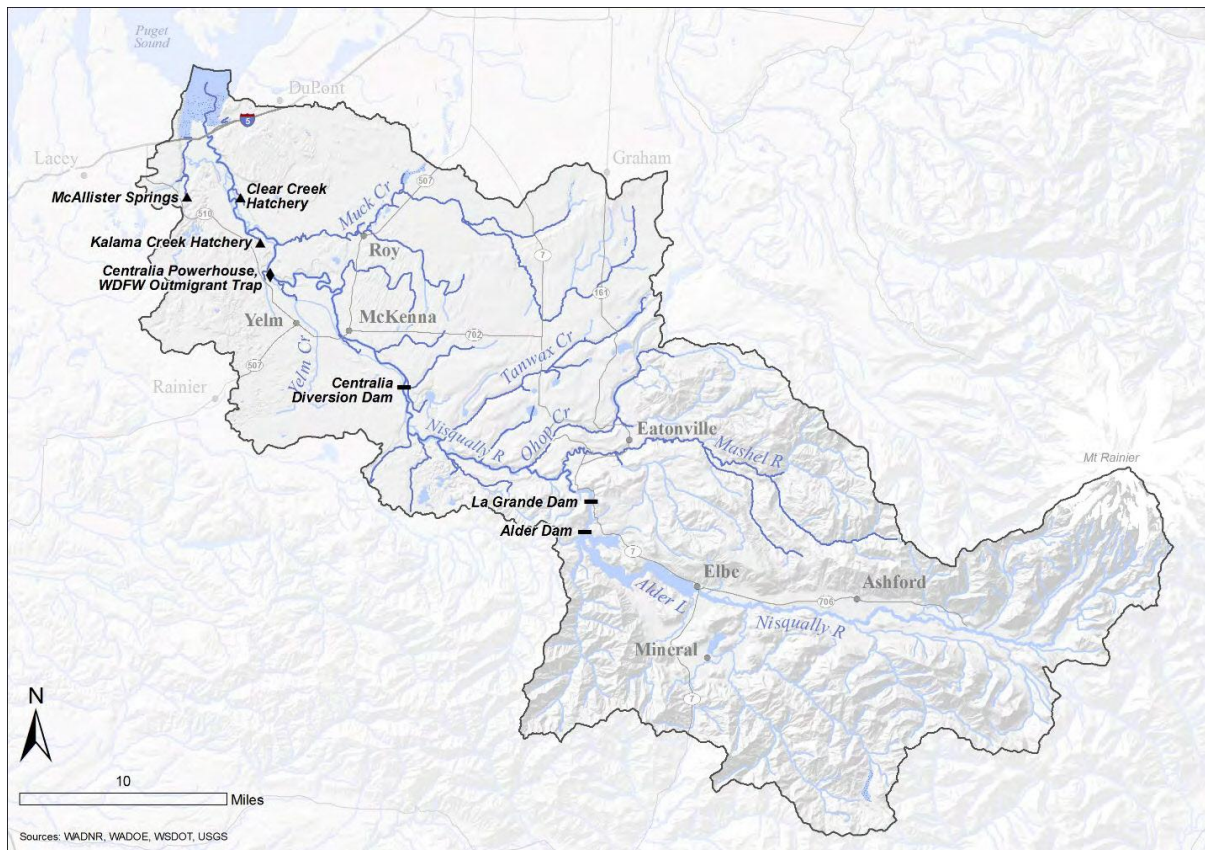 Puget
Sound
DuPont
5
Lacey
Graham
507
McAllister Springs
Clear Creek
Hatchery
510
Muck Cr
Kalama Creek Hatchery
Roy
7
Centralia Powerhouse,
WDFW Outmigrant Trap
161
Yelm
McKenna
702
507
Yelm Cr
Tanwax Cr
Rainier
Centralia
Diversion Dam
Nisqually R
Ohop Cr
Eatonville
Mashel R
Mt Rainier
La Grande Dam
Alder Dam
7
Elbe
Ashford
Alder L
706
Nisqually R
Mineral
7
N
10
Miles
Sources: WADNR, WADOE, WSDOT, USGS